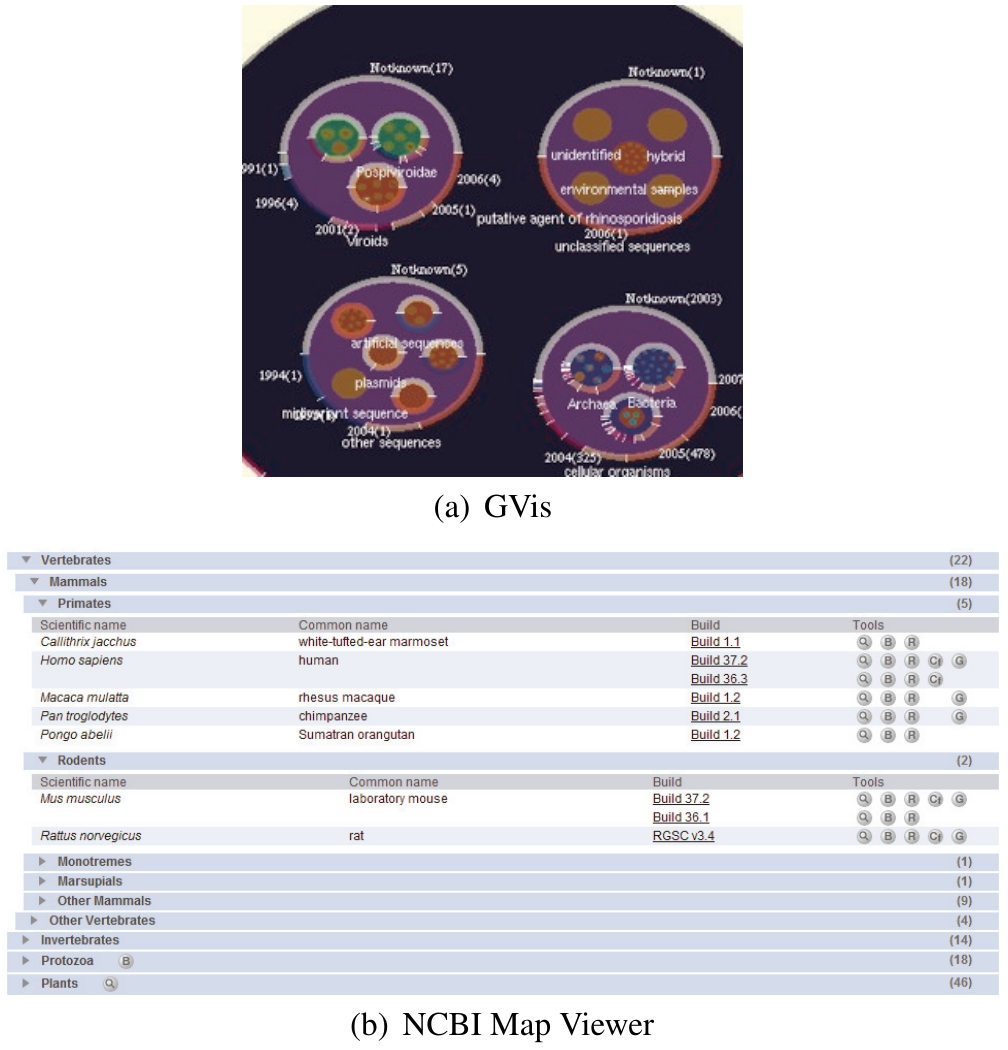 Notknown(17)
Notknown(1)
unidentified hybrid
991(1)
Pospiviroidae
2006(4)
environmental samples
1996(4)
2005(1)
putative agent of rhinosporidiosis
2001(2)
2006(1)
Viroids
unclassified sequences
Notknown(5)
Notknown(2003)
artificial sequences
1994(1)
plasmids
2007
Archaea Bacteria
2006(
sequence
2004(1)
other sequences
2004(325)
2005(478)
cellular organisms
(a) GVis
Vertebrates (22)
Mammals (18)
Primates (5)
Scientific name Common name Build Tools
Callithrix jacchus white-tufted-ear marmoset Build 1.1 B R
Homo sapiens human Build 37.2 B R Cf G
Build 36.3 B R Cf
Macaca mulatta rhesus macaque Build 1.2 B R G
Pan troglodytes chimpanzee Build 2.1 B R G
Pongo abelii Sumatran orangutan Build 1.2 B R
Rodents (2)
Scientific name Common name Build Tools
Mus musculus laboratory mouse Build 37.2 B R Cf G
Build 36.1 B R
Rattus norvegicus rat RGSC v3.4 B R Cf G
Monotremes (1)
Marsupials (1)
Other Mammals (9)
Other Vertebrates (4)
Invertebrates (14)
Protozoa B (18)
Plants (46)
(b) NCBI Map Viewer